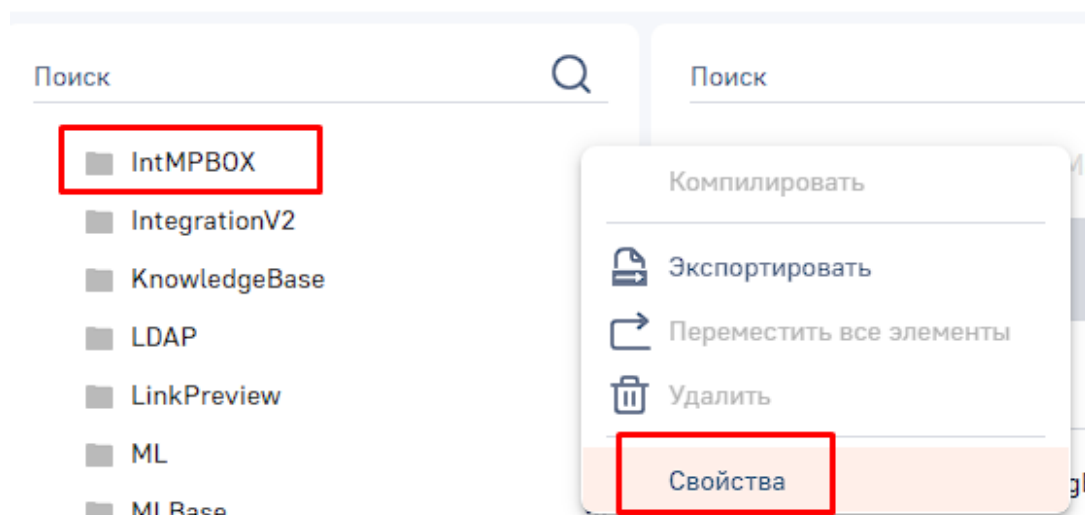 Поиск
IntMPBOX
IntegrationV2
KnowledgeBase
LDAP
LinkPreview
ML
MLBase
Поиск
Компилировать
Экспортировать
Переместить все элементы
Удалить
Свойства